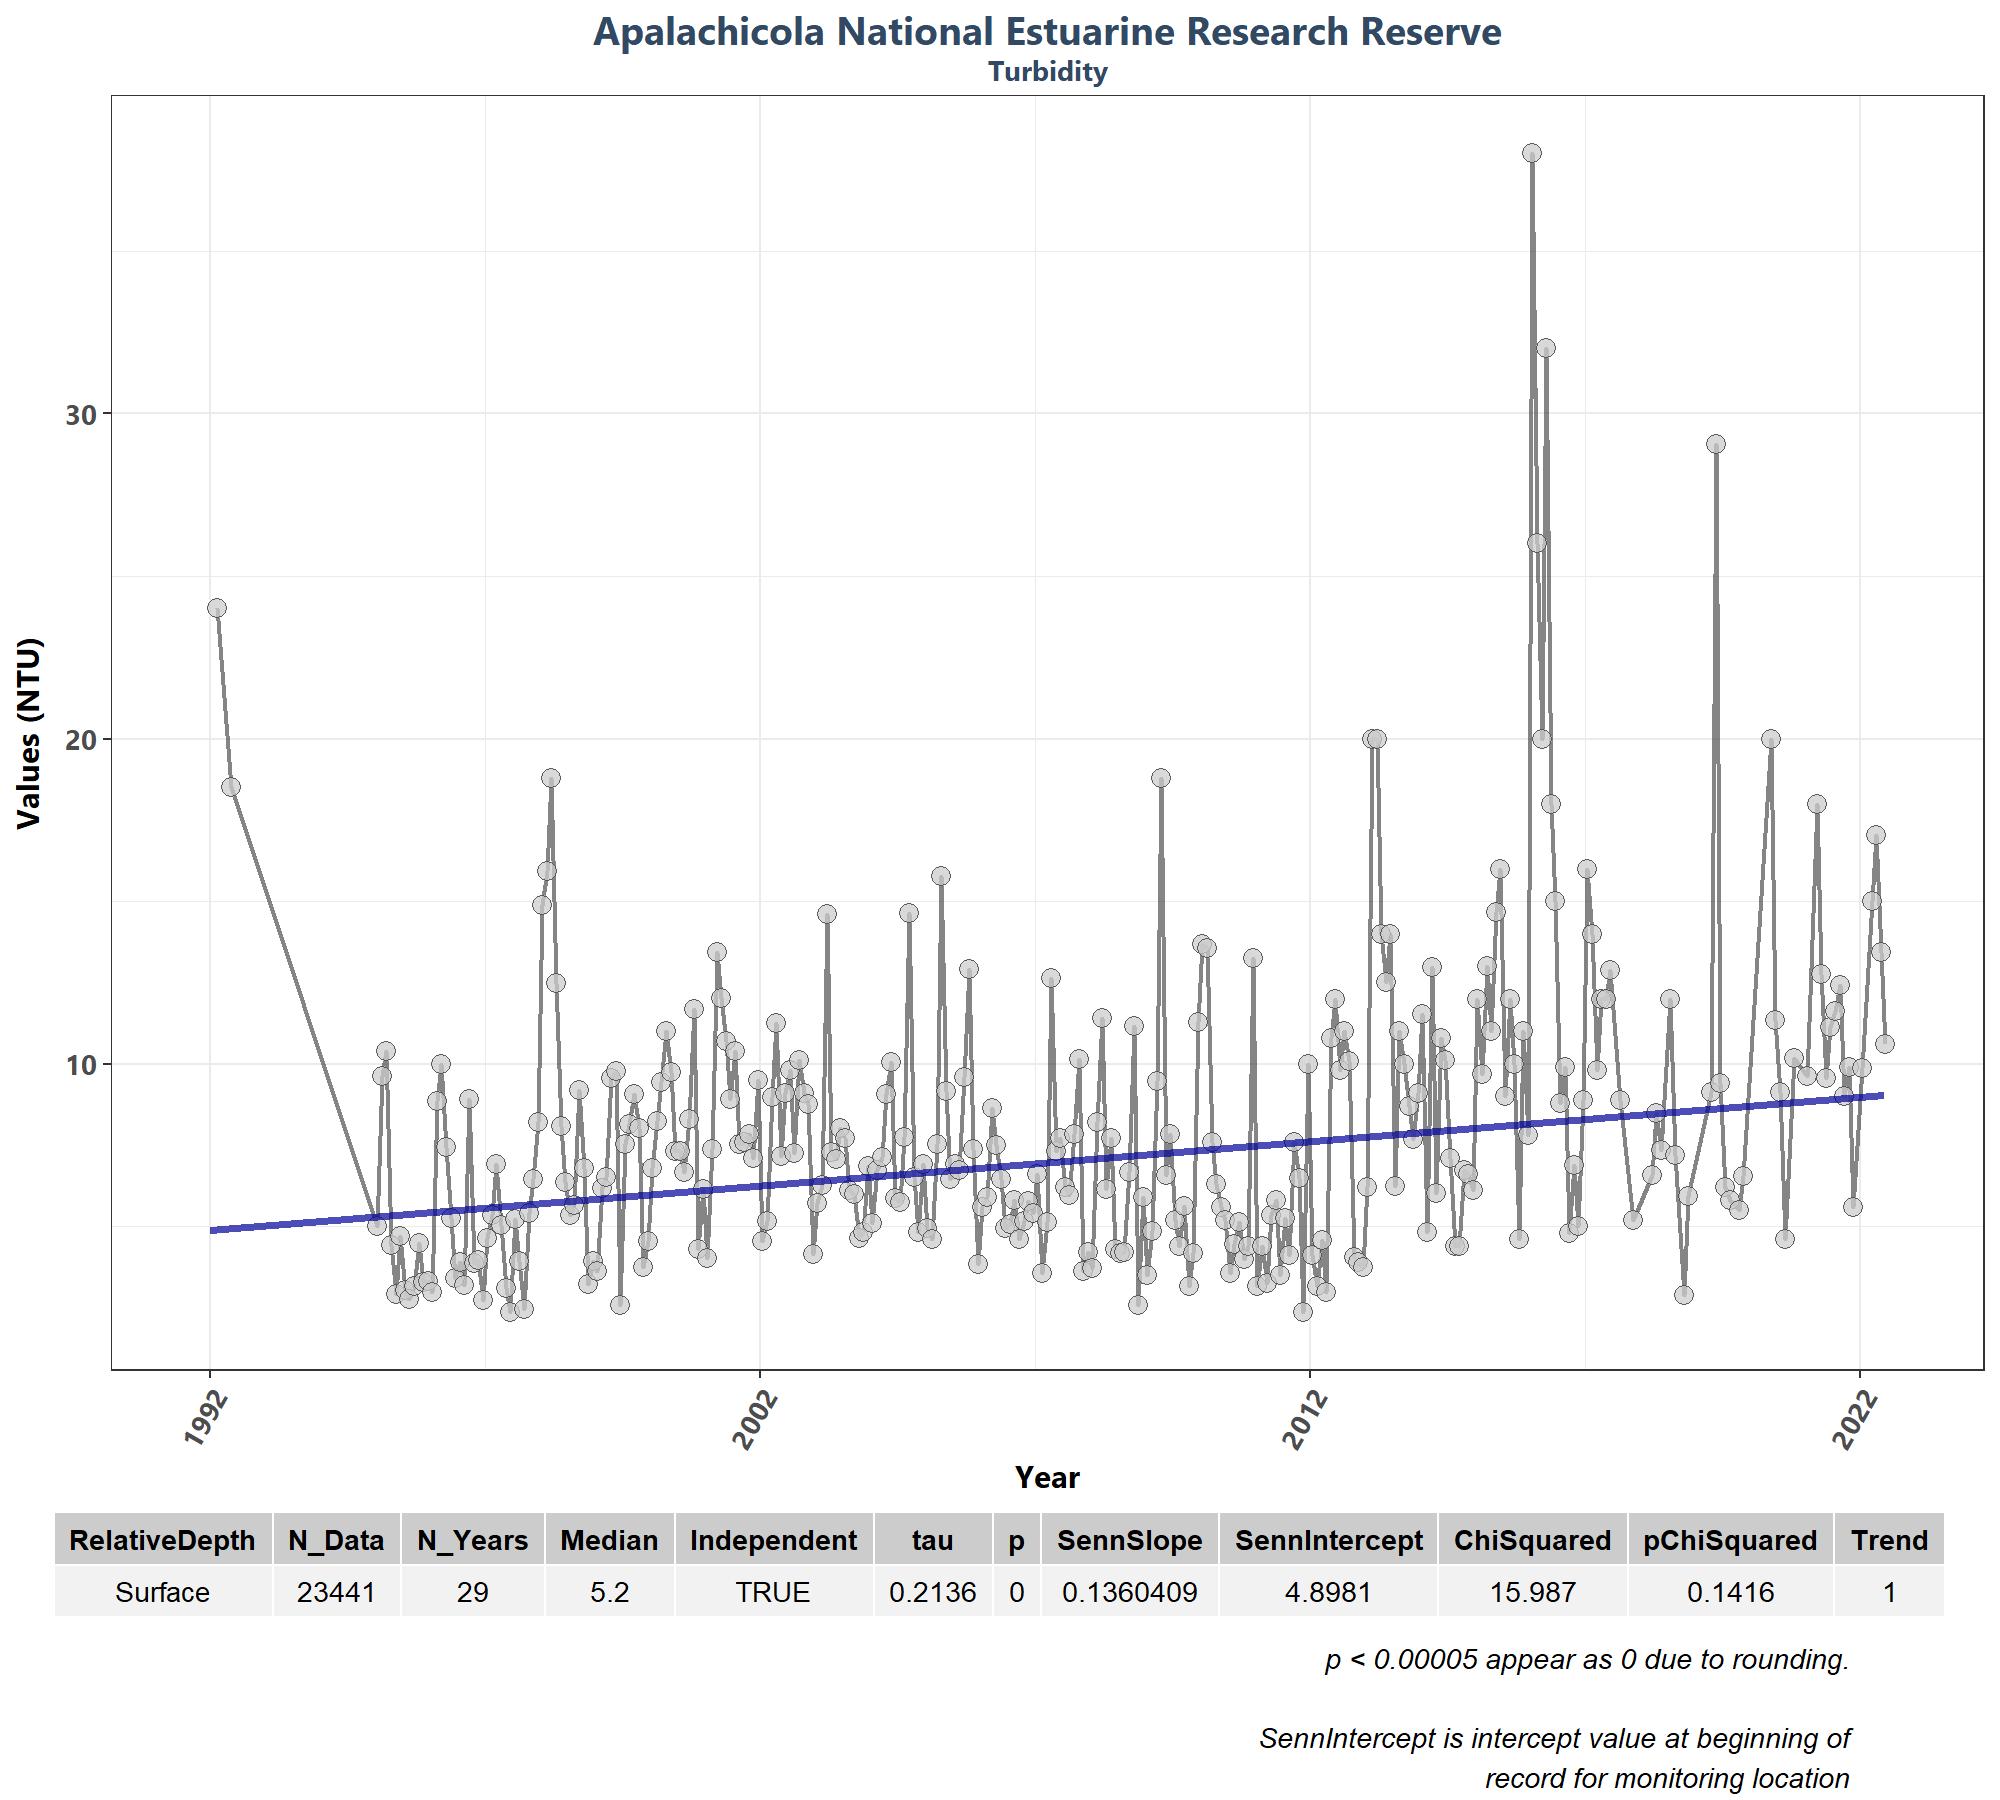 Apalachicola National Estuarine Research Reserve
Turbidity
Values (NTU)
30
20
10
1992
2002
2012
2022
Year
RelativeDepth N_Data N_Years Median Independent tau p SennSlope SennIntercept ChiSquared pChiSquared Trend
Surface 23441 29 5.2 TRUE 0.2136 0 0.1360409 4.8981 15.987 0.1416 1
p < 0.00005 appear as 0 due to rounding.
SennIntercept is intercept value at beginning of
record for monitoring location